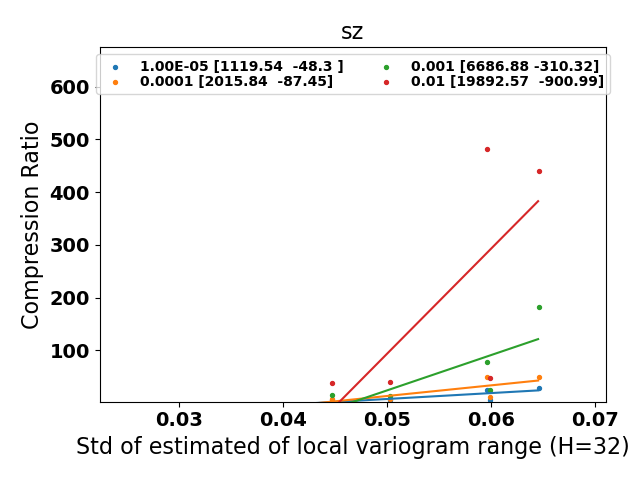 sz
1.00E-05 [1119.54  -48.3 ]
0.0001 [2015.84  -87.45]
0.001 [6686.88 -310.32]
0.01 [19892.57  -900.99]
Compression Ratio
600
500
400
300
200
100
0.03 0.04 0.05 0.06 0.07
Std of estimated of local variogram range (H=32)